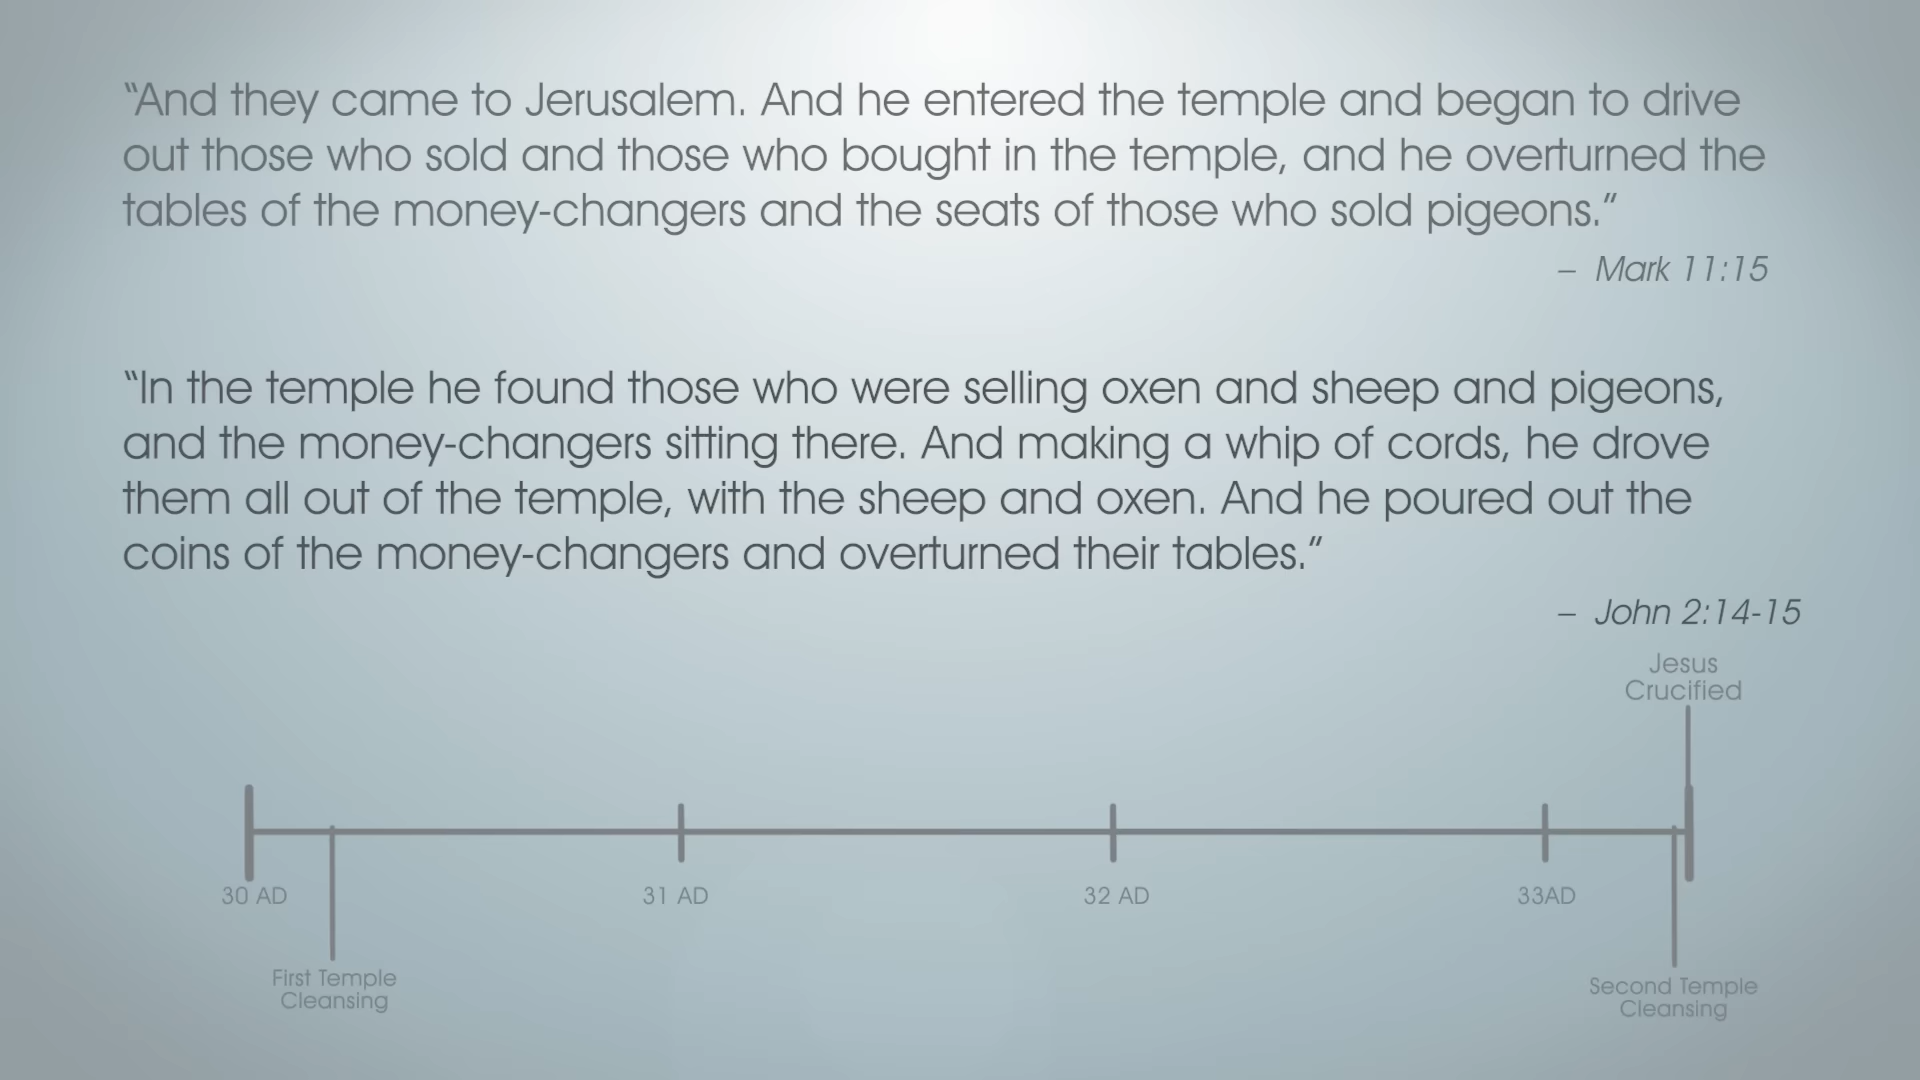 “And they came to Jerusalem. And he entered the temple and began to drive
out those who sold and those who bought in the temple, and he overturned the
tables of the money-changers and the seats of those who sold pigeons.”
– Mark 11:15
“In the temple he found those who were selling oxen and sheep and pigeons,
and the money-changers sitting there. And making a whip of cords, he drove
them all out of the temple, with the sheep and oxen. And he poured out the
coins of the money-changers and overturned their tables.”
– John 2:14-15
Jesus
Crucified
30 AD
31 AD
32 AD
33AD
First Temple
Cleansing
Second Temple
Cleansing